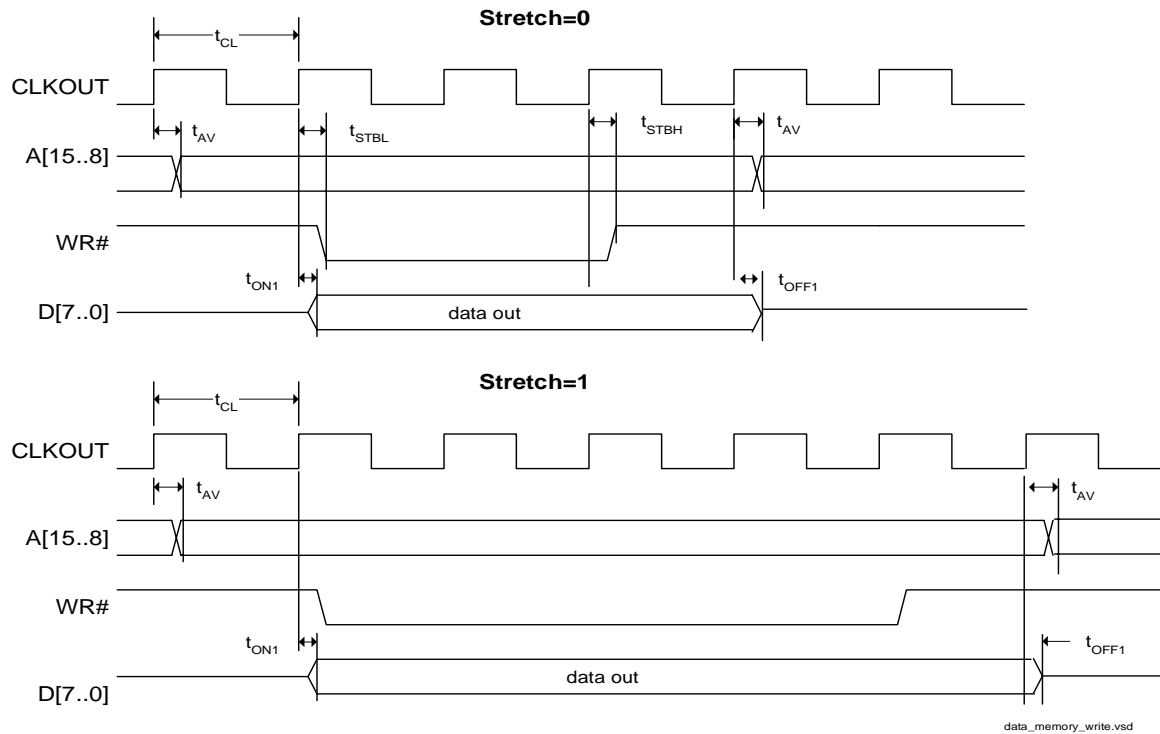 Stretch=0
tCL
CLKOUT
tAV
tSTBL
tSTBH
tAV
A[15..8]
WR#
tON1
tOFF1
D[7..0]
data out
Stretch=1
tCL
CLKOUT
tAV
tAV
A[15..8]
WR#
tON1
tOFF1
data out
D[7..0]
data_memory_write.vsd